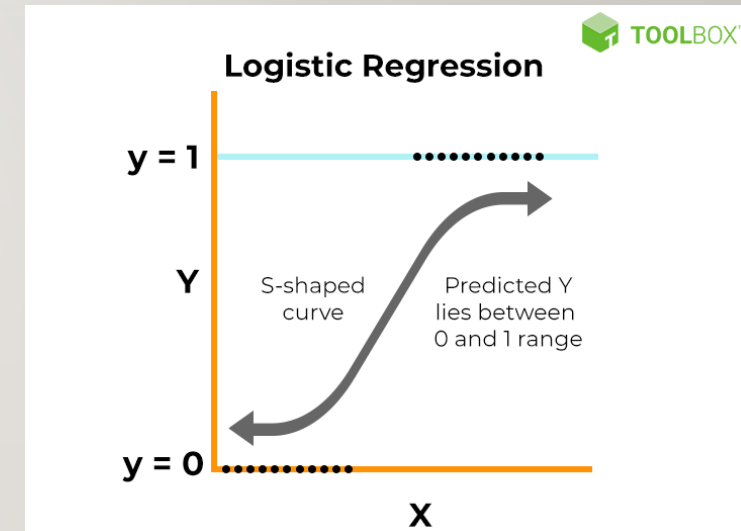 TOOLBOX
Logistic Regression
y = 1
Y
S-shaped
curve
Predicted Y
lies between
0 and 1 range
y = 0
X